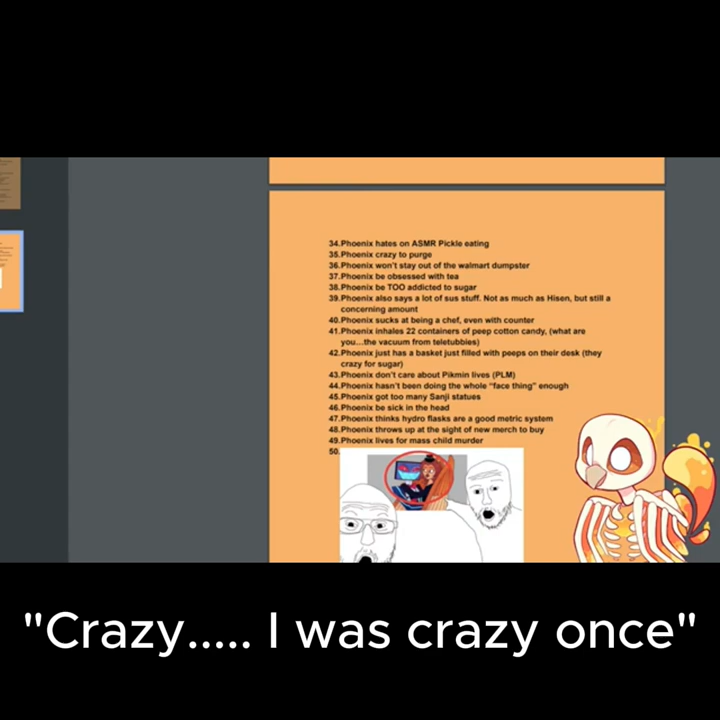 34.Phoenix hates on ASMR Pickle eating
35.Phoenix crazy to purge
36.Phoenix won't stay out of the walmart dumpster
37.Phoenix be obsessed with tea
38.Phoenix be TOO addicted to sugar
39.Phoenix also says a lot of sus stuff. Not as much as Hisen, but still a
concerning amount
40.Phoenix sucks at being a chef, even with counter
41.Phoenix inhales 22 containers of peep cotton candy, (what are
you...the vacuum from teletubbies)
42.Phoenix just has a basket just filled with peeps on their desk (they
crazy for sugar)
43.Phoenix don't care about Pikmin lives (PLM)
44.Phoenix hasn't been doing the whole "face thing" enough
45.Phoenix got too many Sanji statues
46.Phoenix be sick in the head
47.Phoenix thinks hydro flasks are a good metric system
48.Phoenix throws up at the sight of new merch to buy
49.Phoenix lives for mass child murder
50.
"Crazy..... I was crazy once"